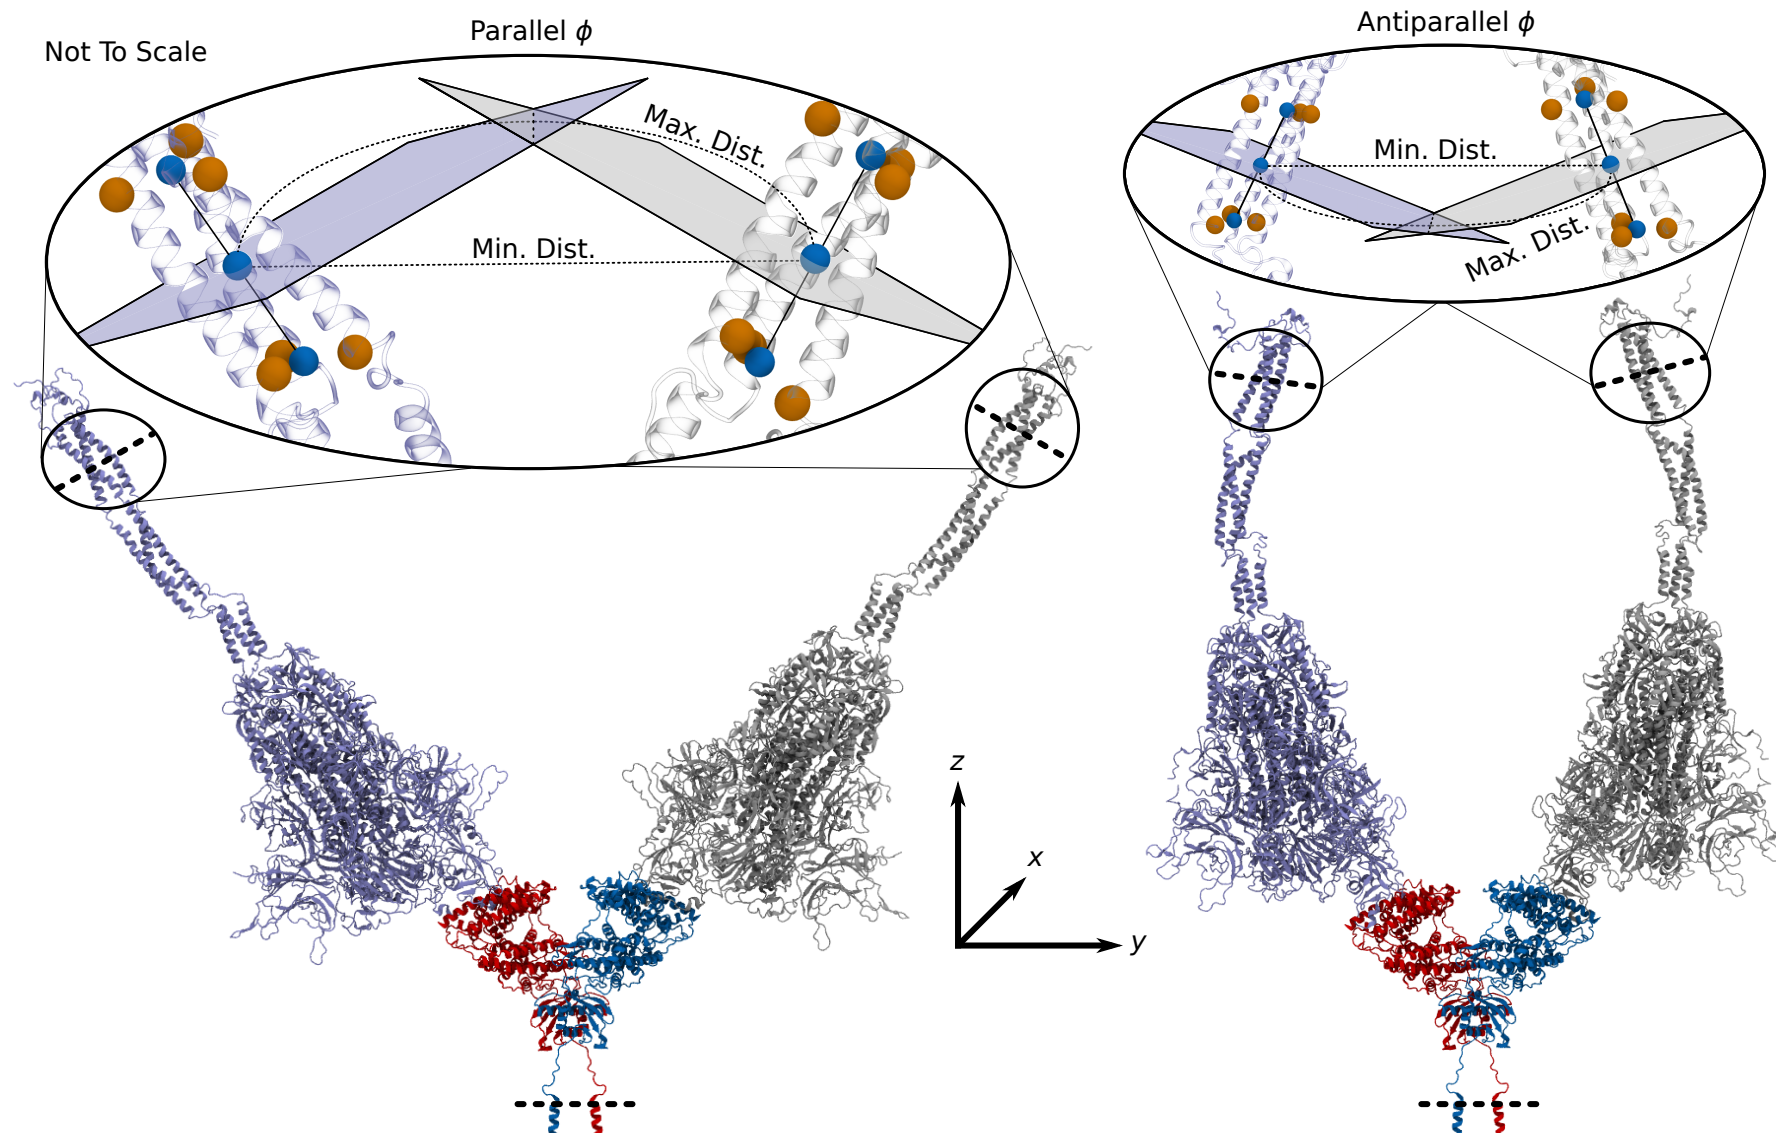 Not To Scale
Parallel ϕ
Max. Dist.
Min. Dist.
Antiparallel ϕ
Min. Dist.
Max. Dist.
z
x
y